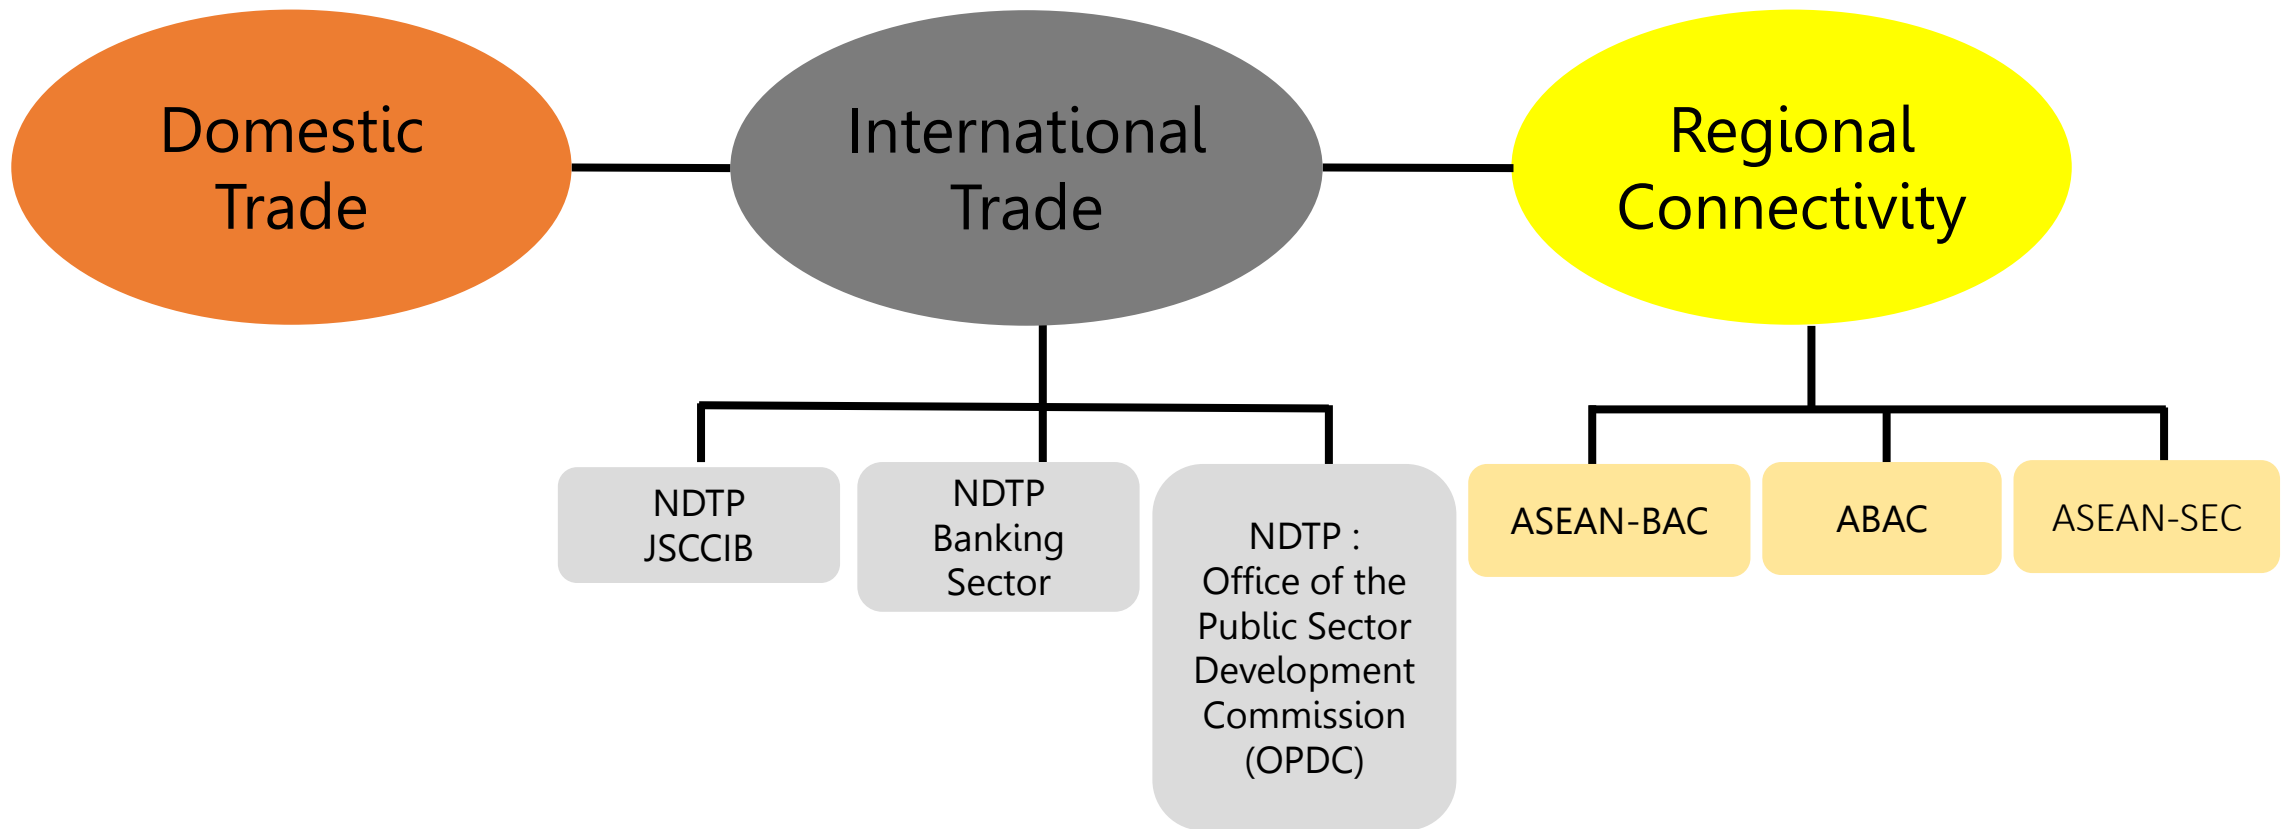 Domestic
Trade
International
Trade
Regional
Connectivity
NDTP
JSCCIB
NDTP
Banking
Sector
NDTP :
Office of the
Public Sector
Development
Commission
(OPDC)
ASEAN-BAC
ABAC
ASEAN-SEC